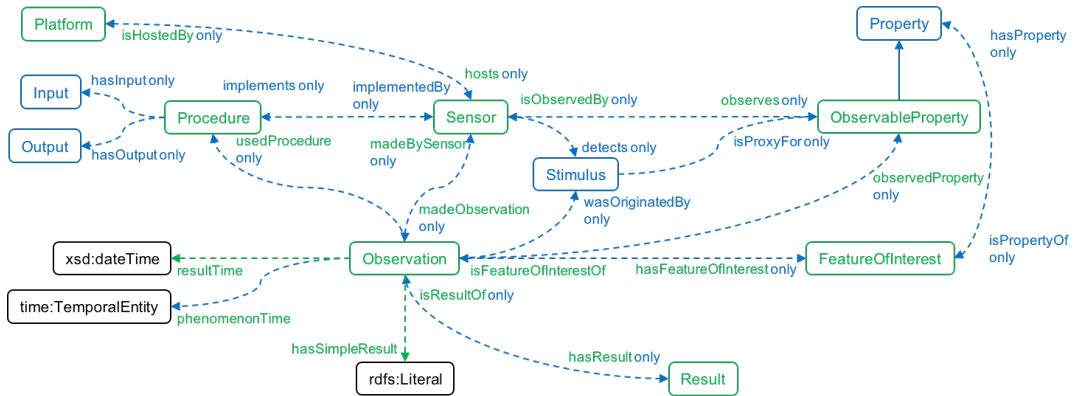 Platform
Property
isHostedBy only
hasProperty
only
Input
hasInput only
implements only
implementedBy
only
hosts only
isObservedBy only
observes only
Procedure
Sensor
ObservableProperty
Output
hasOutput only
usedProcedure
only
madeBySensor
only
detects only
isProxyFor only
Stimulus
observedProperty
only
madeObservation
only
wasOriginatedBy
only
isPropertyOf
only
xsd:dateTime
resultTime
Observation
isFeatureOfInterestOf
hasFeatureOfInterest only
FeatureOfInterest
time:TemporalEntity
phenomenonTime
isResultOf only
hasSimpleResult
hasResult only
rdfs:Literal
Result